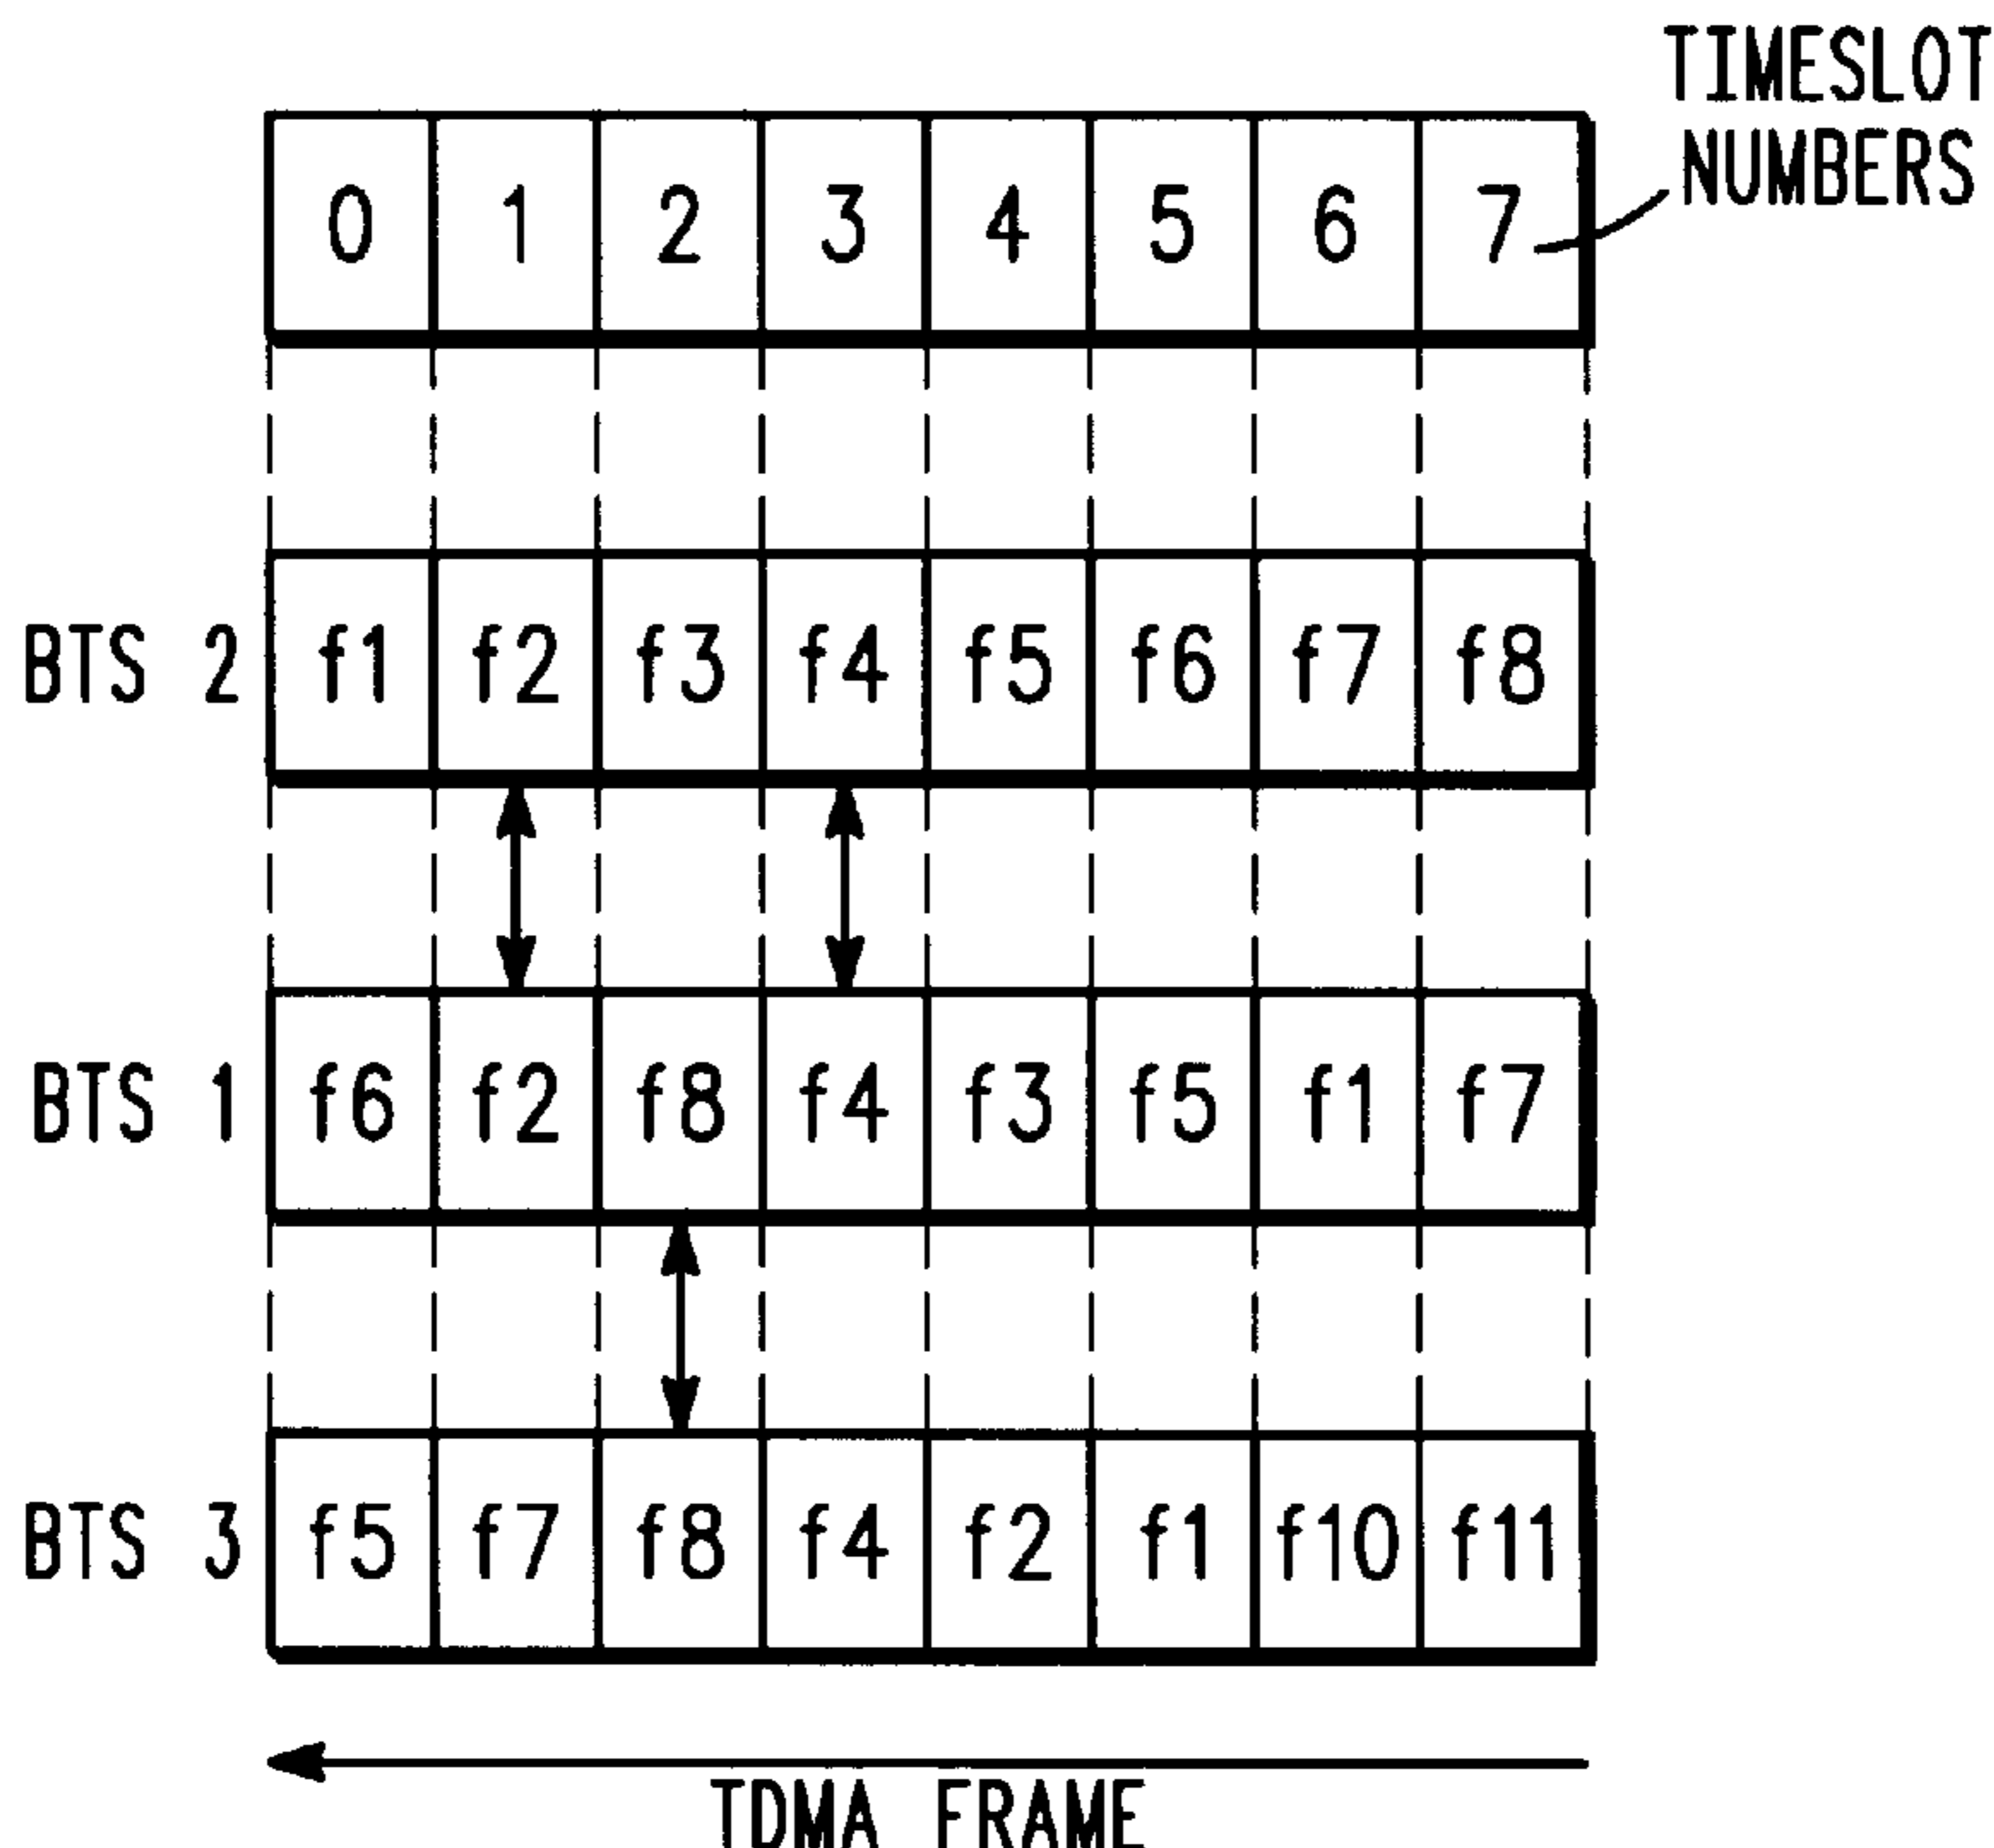 TIMESLOT
NUMBERS
0 1 2 3 4 5 6 7
BTS 2 f1 f2 f3 f4 f5 f6 f7 f8
BTS 1 f6 f2 f8 f4 f3 f5 f1 f7
BTS 3 f5 f7 f8 f4 f2 f1 f10 f11
TDMA FRAME